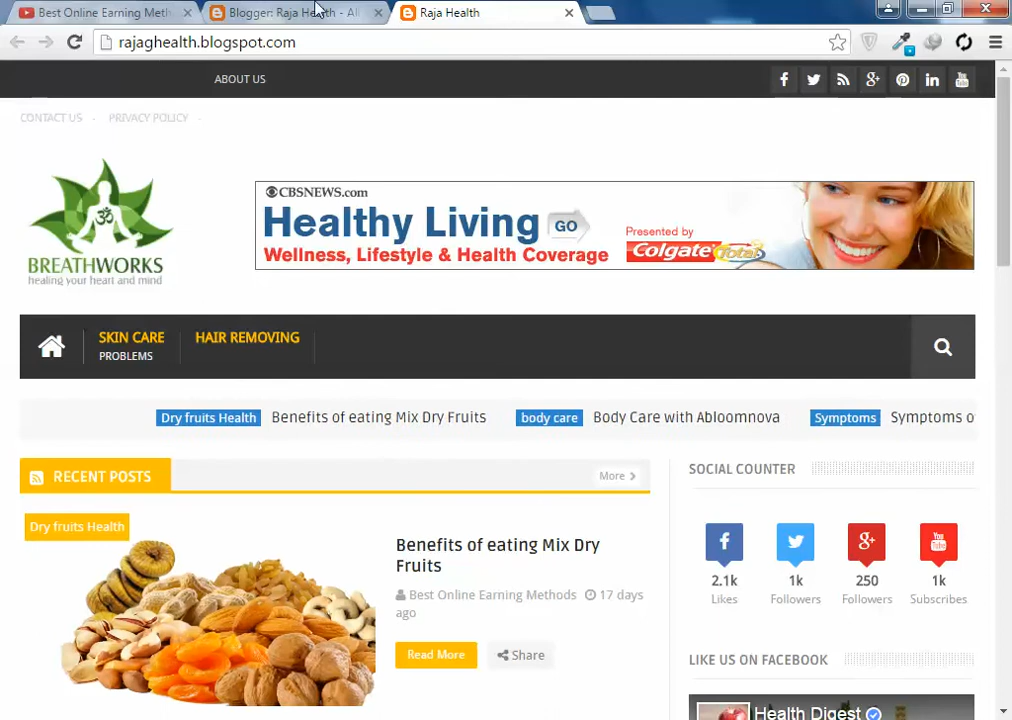 Best Online Earning Meth
Blogger: Raja Health - All
Raja Health
rajaghealth.blogspot.com
ABOUT US
CONTACT US - PRIVACY POLICY -
BREATHWORKS
healing your heart and mind
CBSNEWS.com
Healthy Living GO
Wellness, Lifestyle & Health Coverage
Presented by
Colgate Total
SKIN CARE
PROBLEMS
HAIR REMOVING
Dry fruits Health Benefits of eating Mix Dry Fruits body care Body Care with Abloomnova Symptoms Symptoms o
RECENT POSTS
More
Dry fruits Health
Benefits of eating Mix Dry
Fruits
Best Online Earning Methods 17 days
ago
Read More Share
SOCIAL COUNTER
2.1k 1k 250 1k
Likes Followers Followers Subscribes
LIKE US ON FACEBOOK
Health Digest